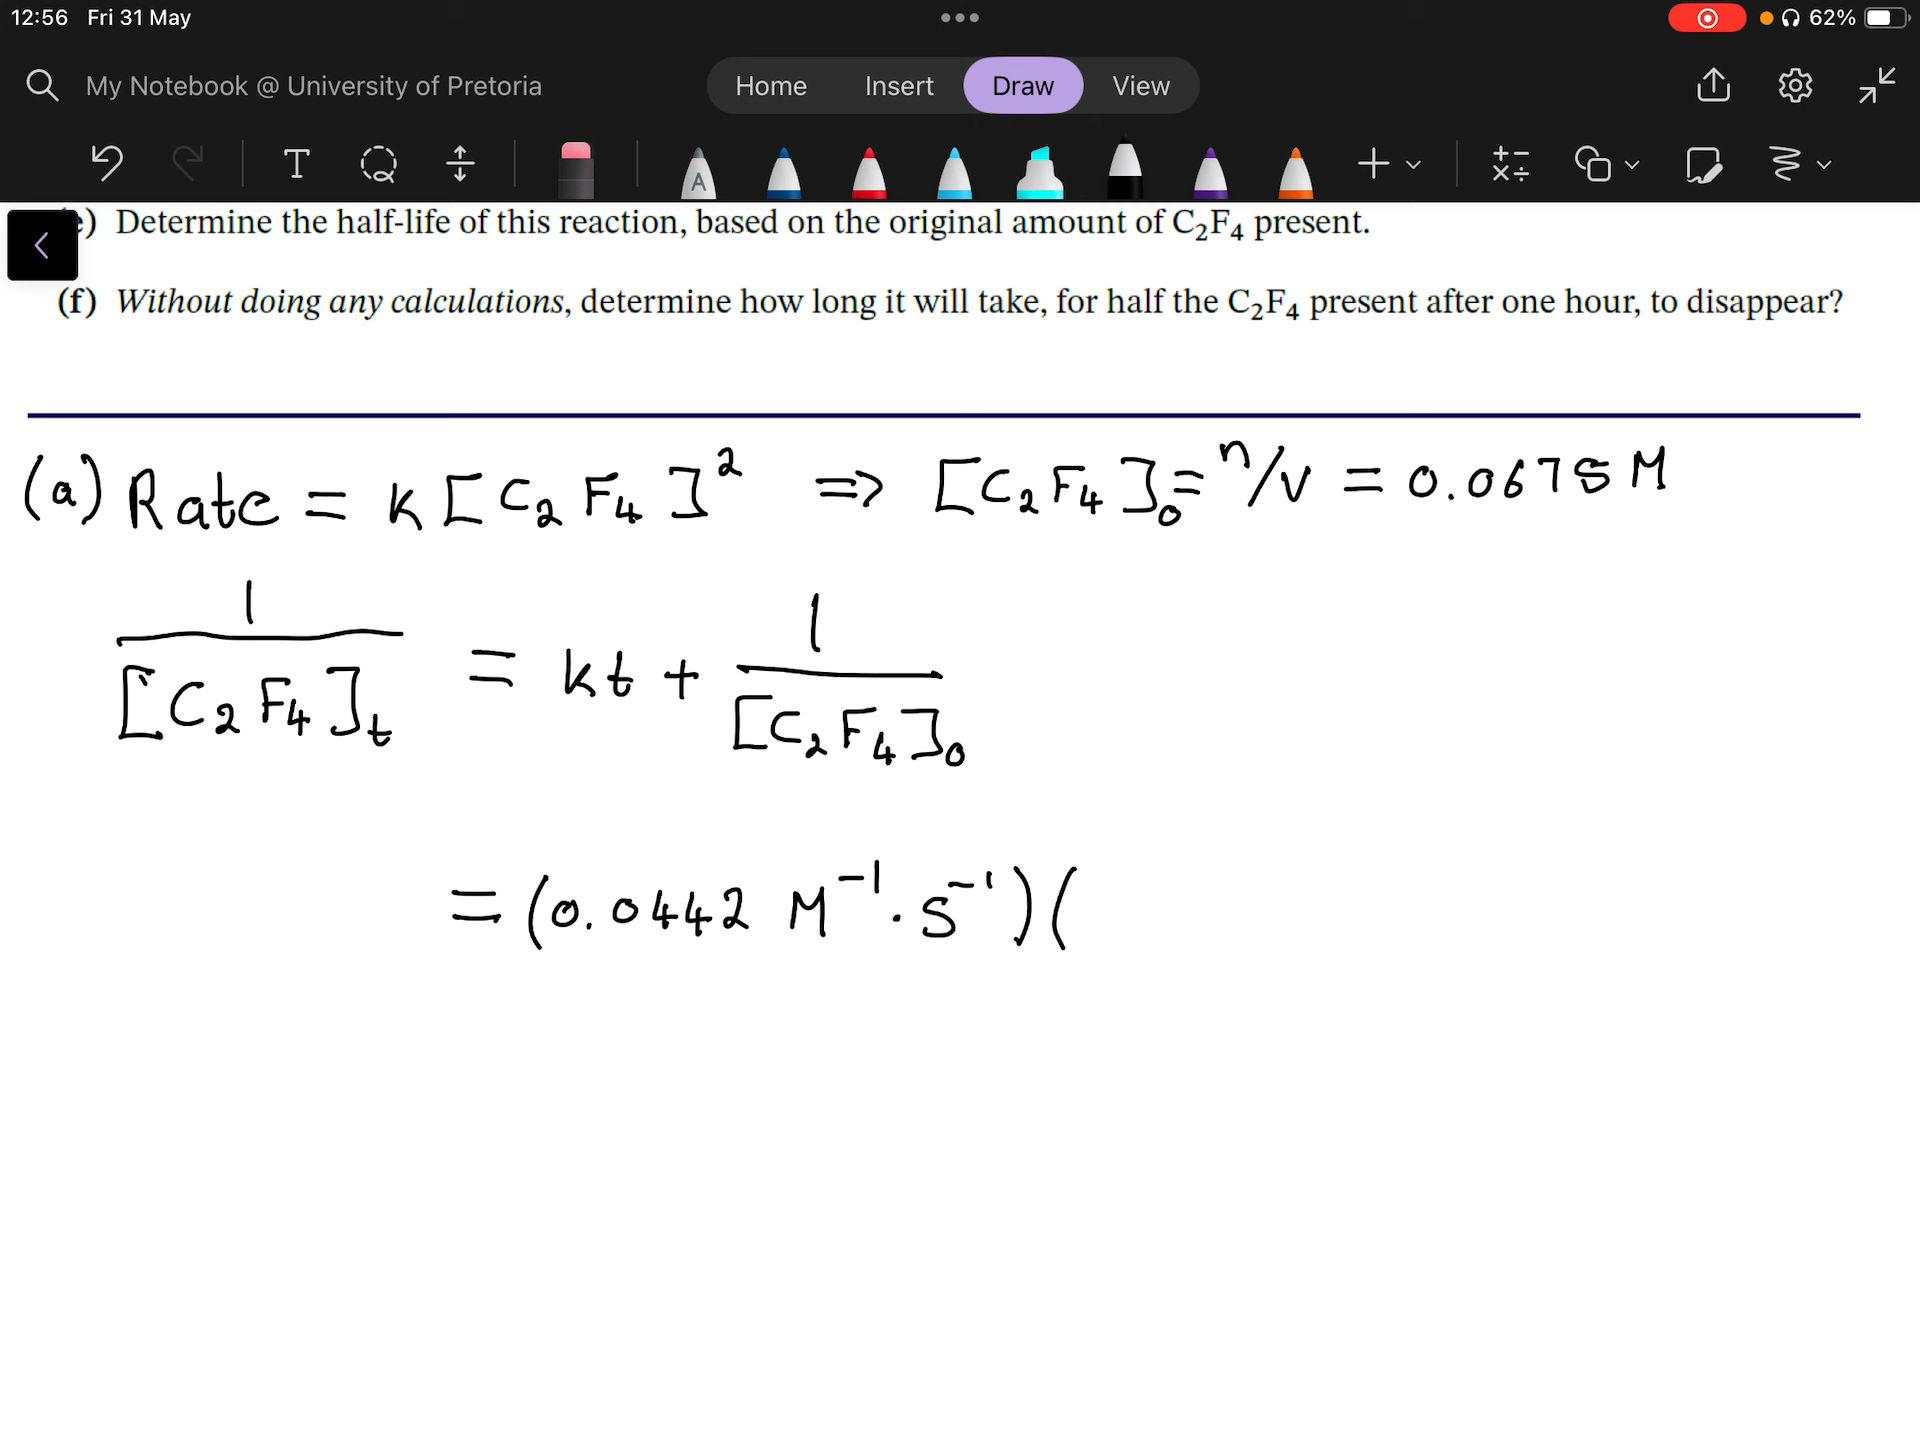 12:56 Fri 31 May
62%
My Notebook @ University of Pretoria
Home Insert Draw View
T A
e) Determine the half-life of this reaction, based on the original amount of C₂F₄ present.
(f) Without doing any calculations, determine how long it will take, for half the C₂F₄ present after one hour, to disappear?
(a) Rate = k[C₂F₄]² ⇒ [C₂F₄]₀ = n/V = 0.0675 M
1/[C₂F₄]t = kt + 1/[C₂F₄]₀
= (0.0442 M⁻¹·s⁻¹)(